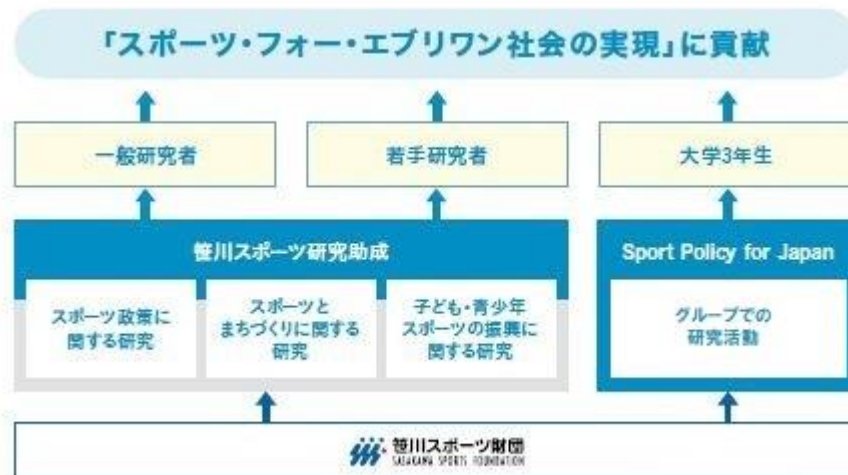 「スポーツ・フォー・エブリワン社会の実現」に貢献
一般研究者
若手研究者
大学3年生
笹川スポーツ研究助成
Sport Policy for Japan
スポーツ政策に
関する研究
スポーツと
まちづくりに関する
研究
子ども・青少年
スポーツの振興に
関する研究
グループでの
研究活動
笹川スポーツ財団
SASAKAWA SPORTS FOUNDATION